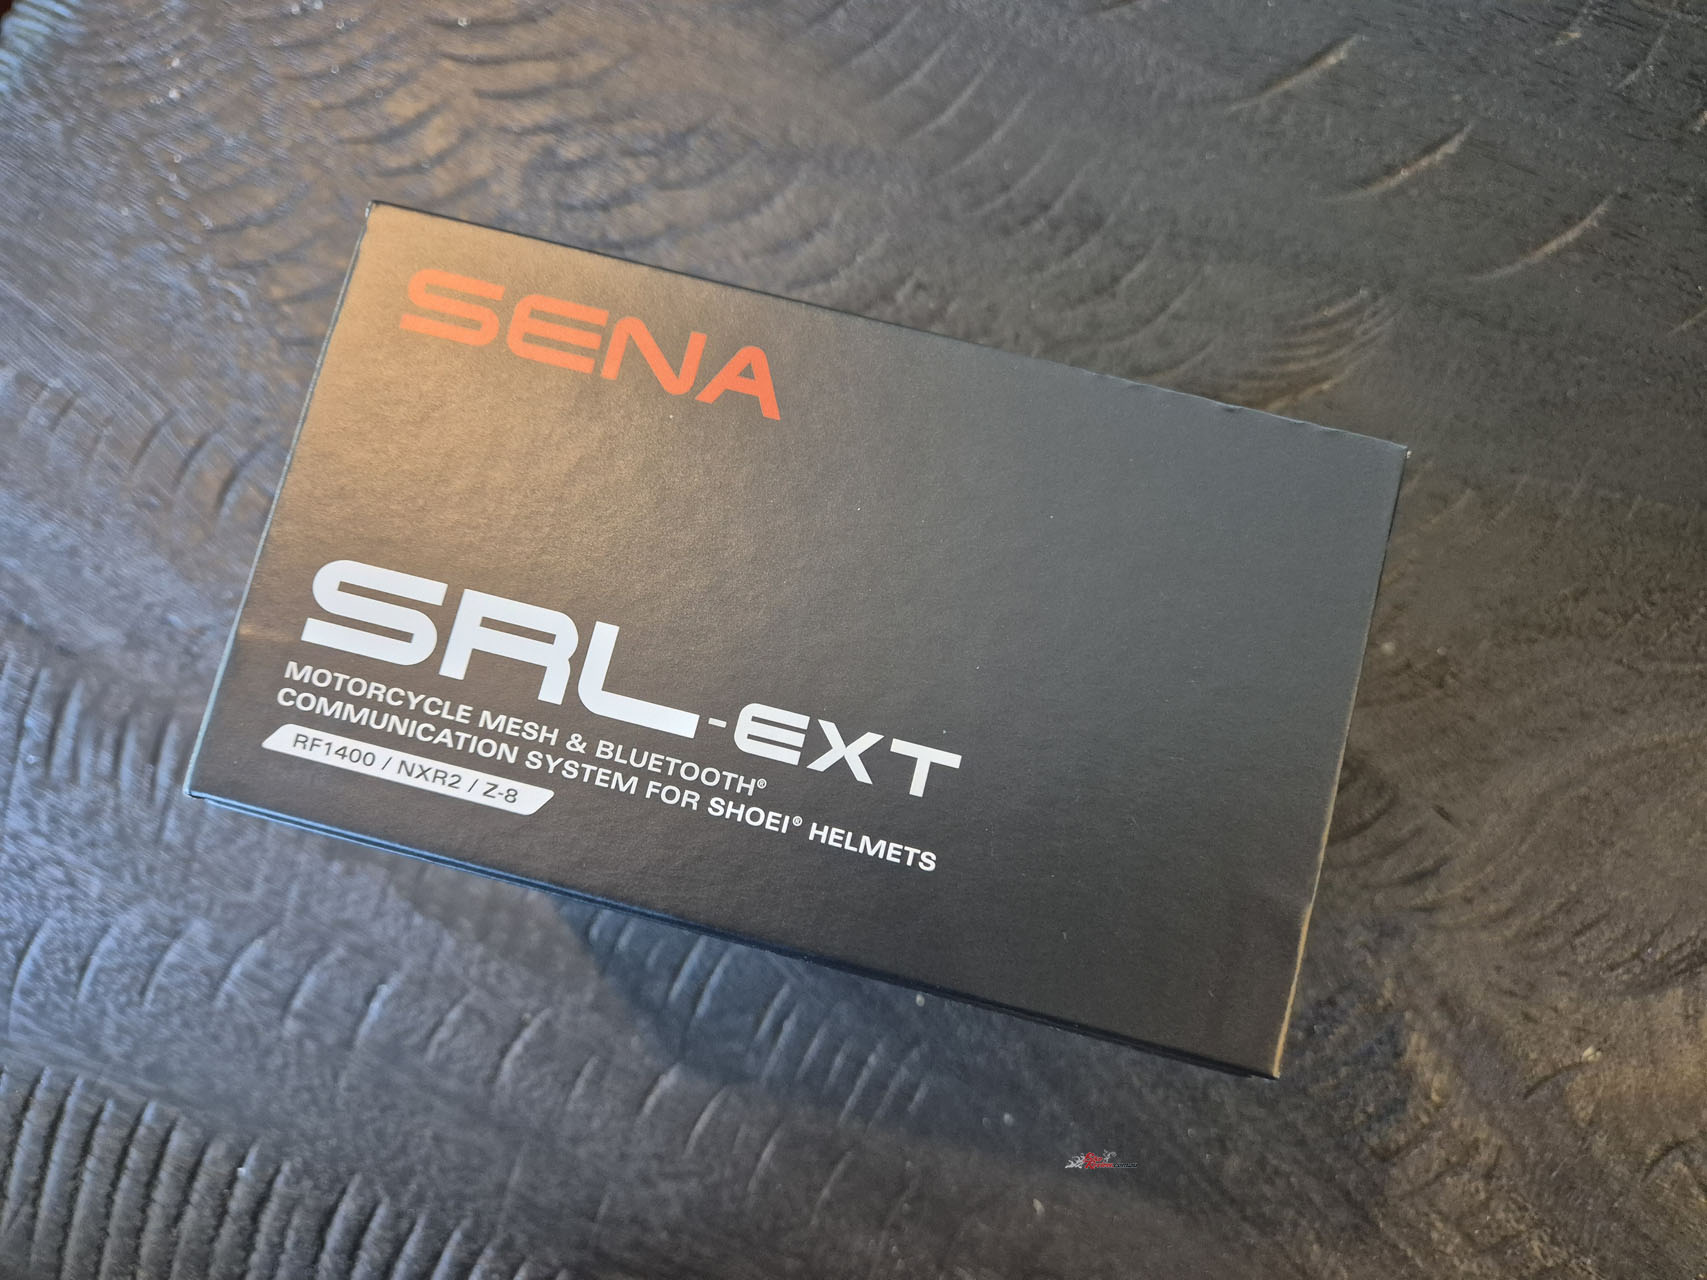 SENA
SRL-EXT
MOTORCYCLE MESH & BLUETOOTH®
COMMUNICATION SYSTEM FOR SHOEI® HELMETS
RF1400 / NXR2 / Z-8